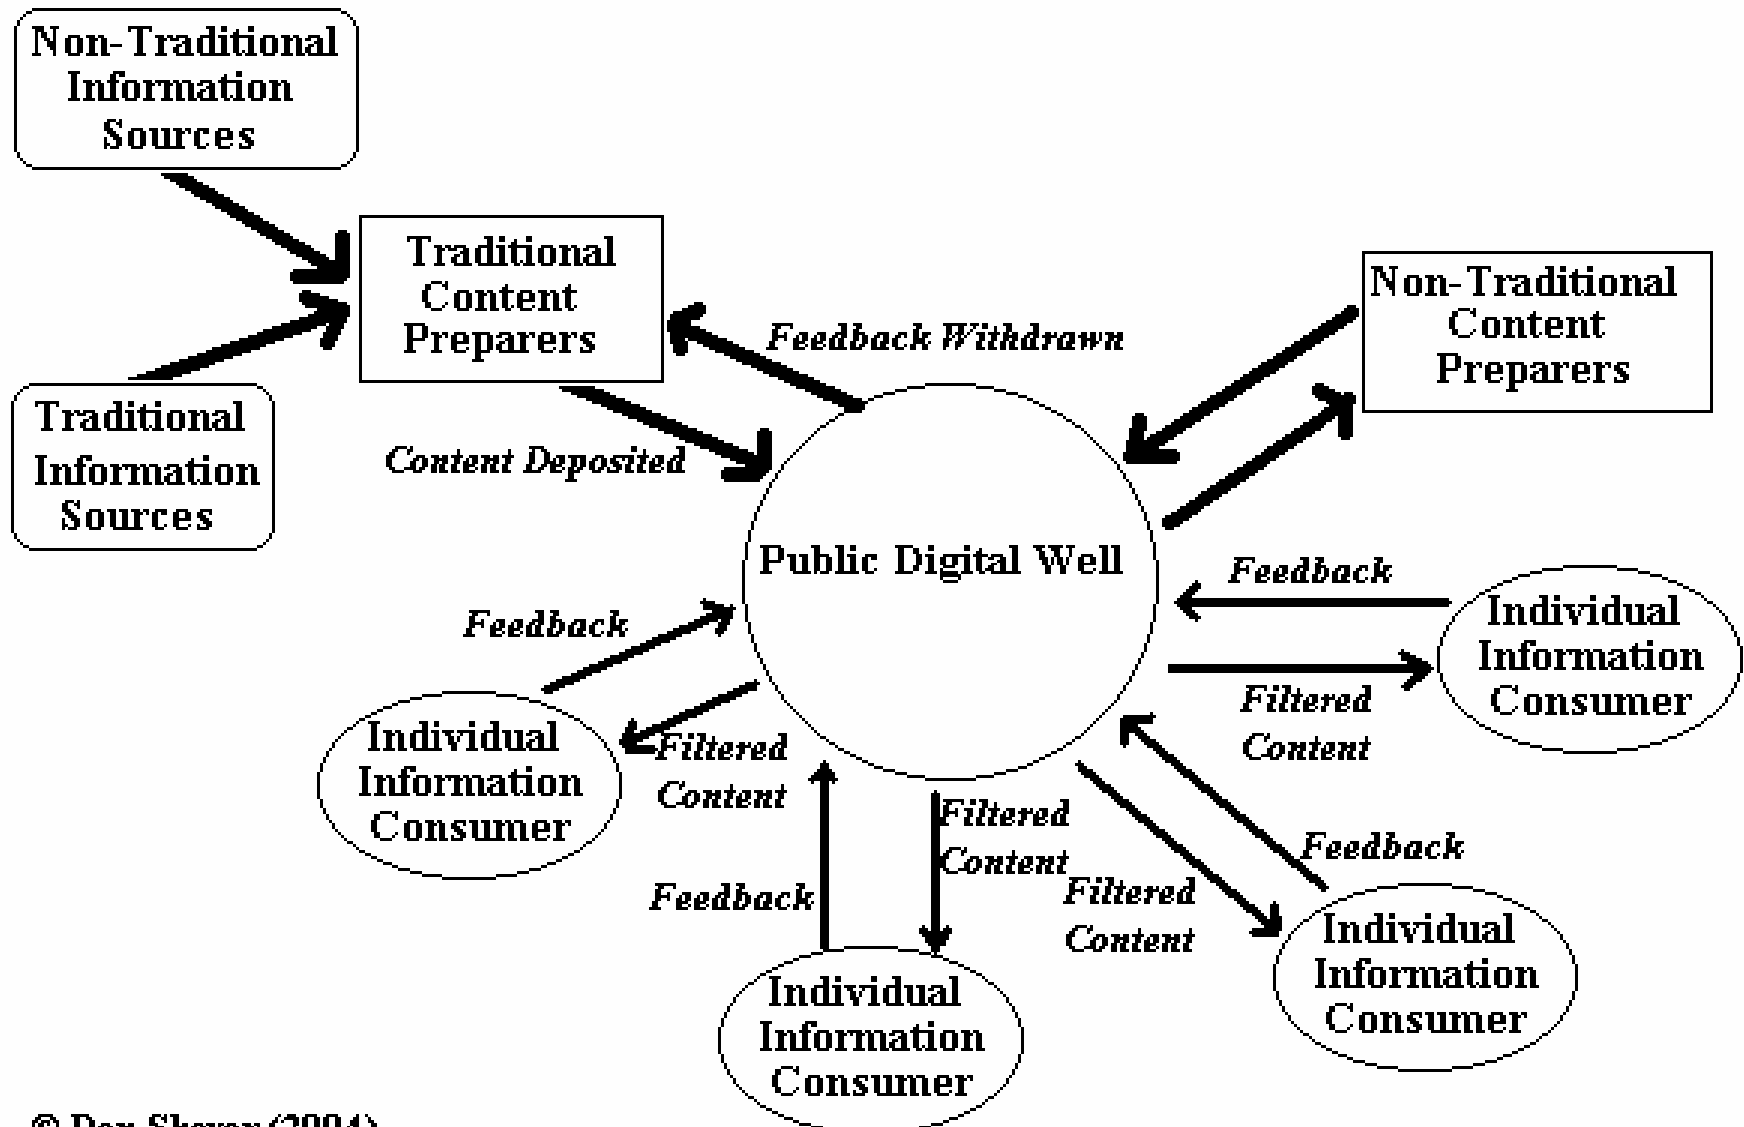 Non-Traditional
Information
Sources
Traditional
Content
Preparers
Non-Traditional
Content
Preparers
Feedback Withdrawn
Traditional
Information
Sources
Content Deposited
Public Digital Well
Feedback
Individual
Information
Consumer
Filtered
Content
Feedback
Individual
Information
Consumer
Filtered
Content
Feedback
Filtered
Content
Individual
Information
Consumer
Filtered
Content
Feedback
Individual
Information
Consumer
© (2004)